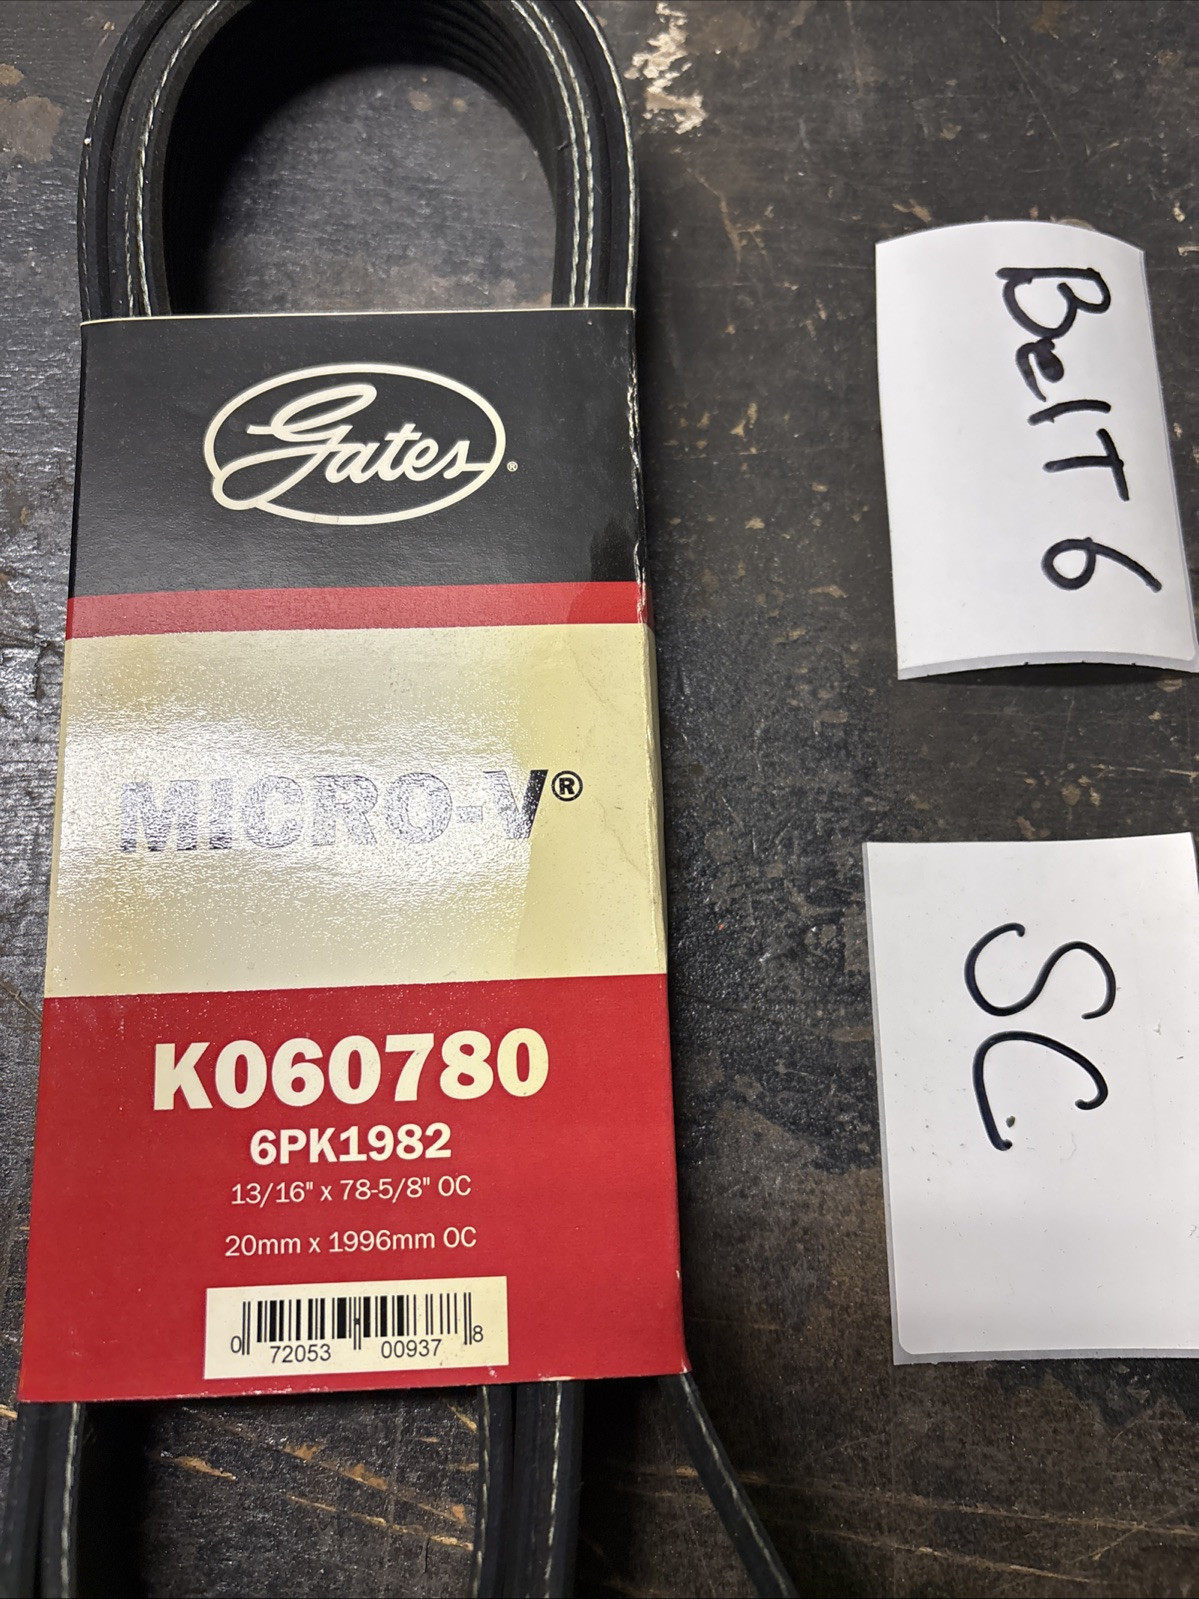 Gates®
MICRO-V®
K060780
6PK1982
13/16" x 78-5/8" OC
20mm x 1996mm OC
0 72053 00937 8
BelT 6
SC